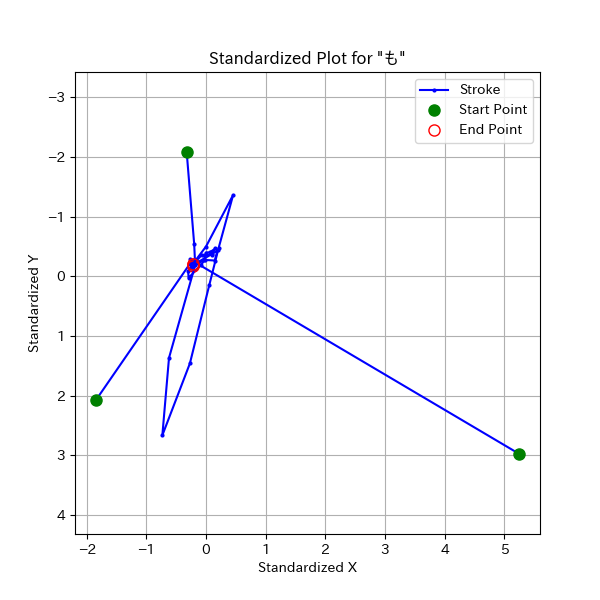 Standardized Plot for "も"
Stroke
Start Point
End Point
Standardized Y
−3
−2
−1
0
1
2
3
4
−2 −1 0 1 2 3 4 5
Standardized X